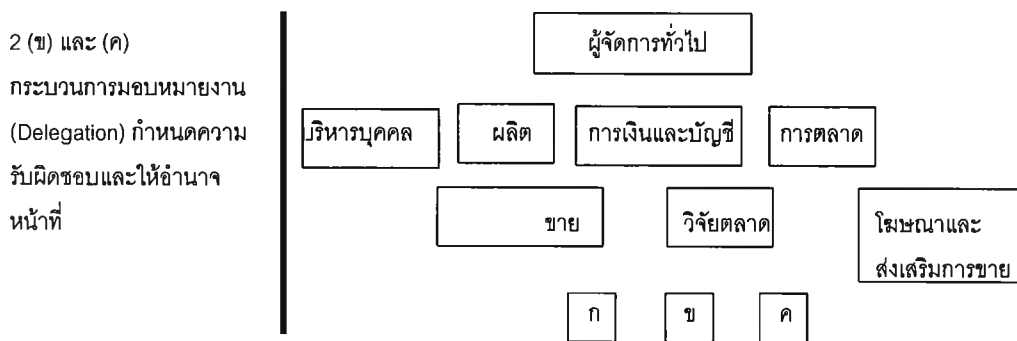 2 (ข) และ (ค)
กระบวนการมอบหมายงาน
(Delegation) กำหนดความ
รับผิดชอบและให้อำนาจ
หน้าที่
ผู้จัดการทั่วไป
บริหารบุคคล
ผลิต
การเงินและบัญชี
การตลาด
ขาย
วิจัยตลาด
โฆษณาและ
ส่งเสริมการขาย
ก
ข
ค